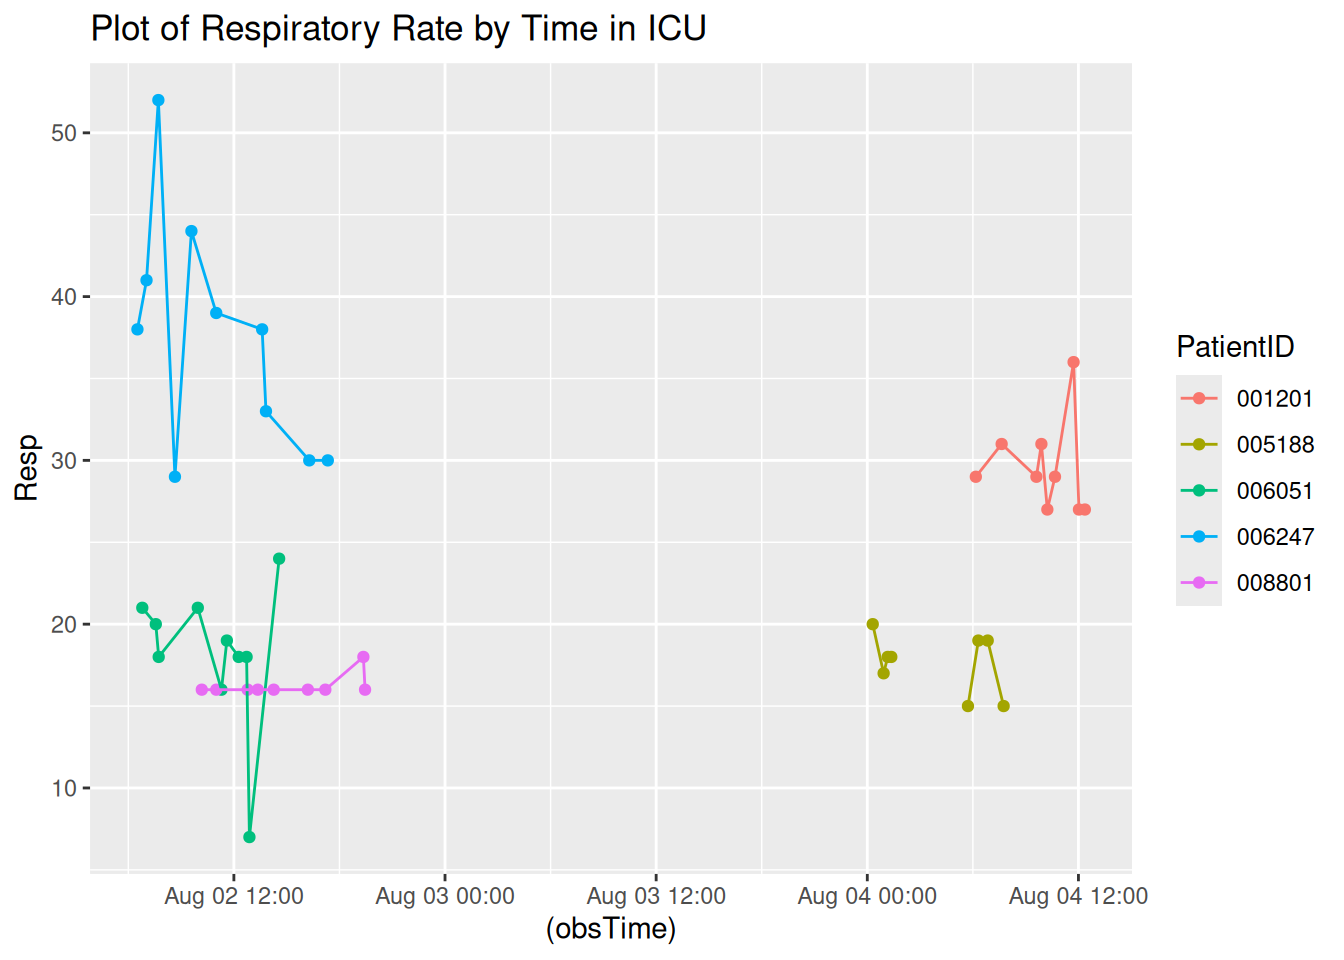 Plot of Respiratory Rate by Time in ICU
Resp
50
40
30
20
10
Aug 02 12:00 Aug 03 00:00 Aug 03 12:00 Aug 04 00:00 Aug 04 12:00
(obsTime)
PatientID
001201
005188
006051
006247
008801